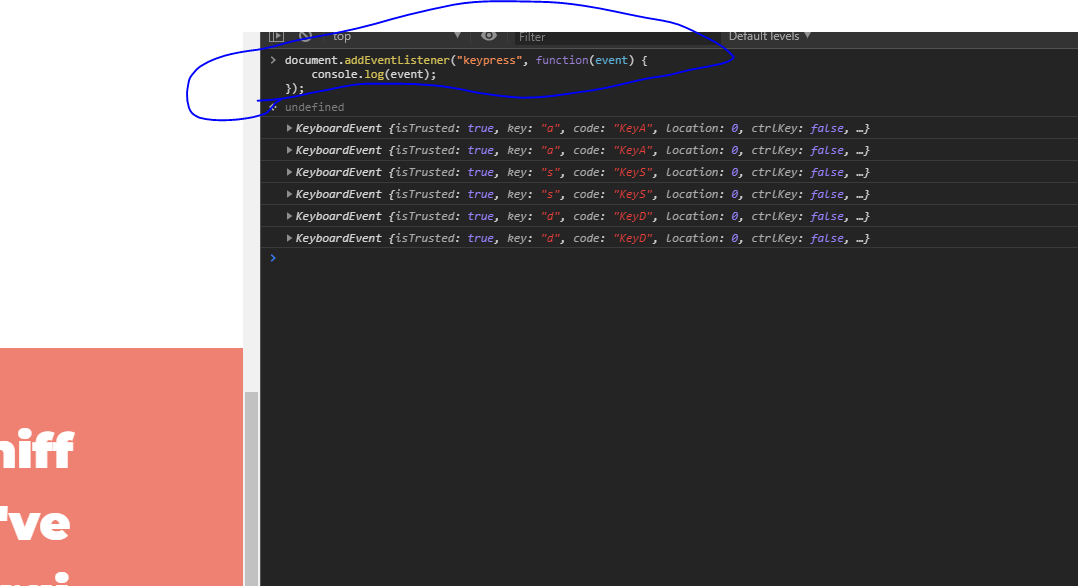 top Filter Default levels ▼
> document.addEventListener("keypress", function(event) {
console.log(event);
});
undefined
KeyboardEvent {isTrusted: true, key: "a", code: "KeyA", location: 0, ctrlKey: false, …}
KeyboardEvent {isTrusted: true, key: "a", code: "KeyA", location: 0, ctrlKey: false, …}
KeyboardEvent {isTrusted: true, key: "s", code: "KeyS", location: 0, ctrlKey: false, …}
KeyboardEvent {isTrusted: true, key: "s", code: "KeyS", location: 0, ctrlKey: false, …}
KeyboardEvent {isTrusted: true, key: "d", code: "KeyD", location: 0, ctrlKey: false, …}
KeyboardEvent {isTrusted: true, key: "d", code: "KeyD", location: 0, ctrlKey: false, …}
>
niff
've